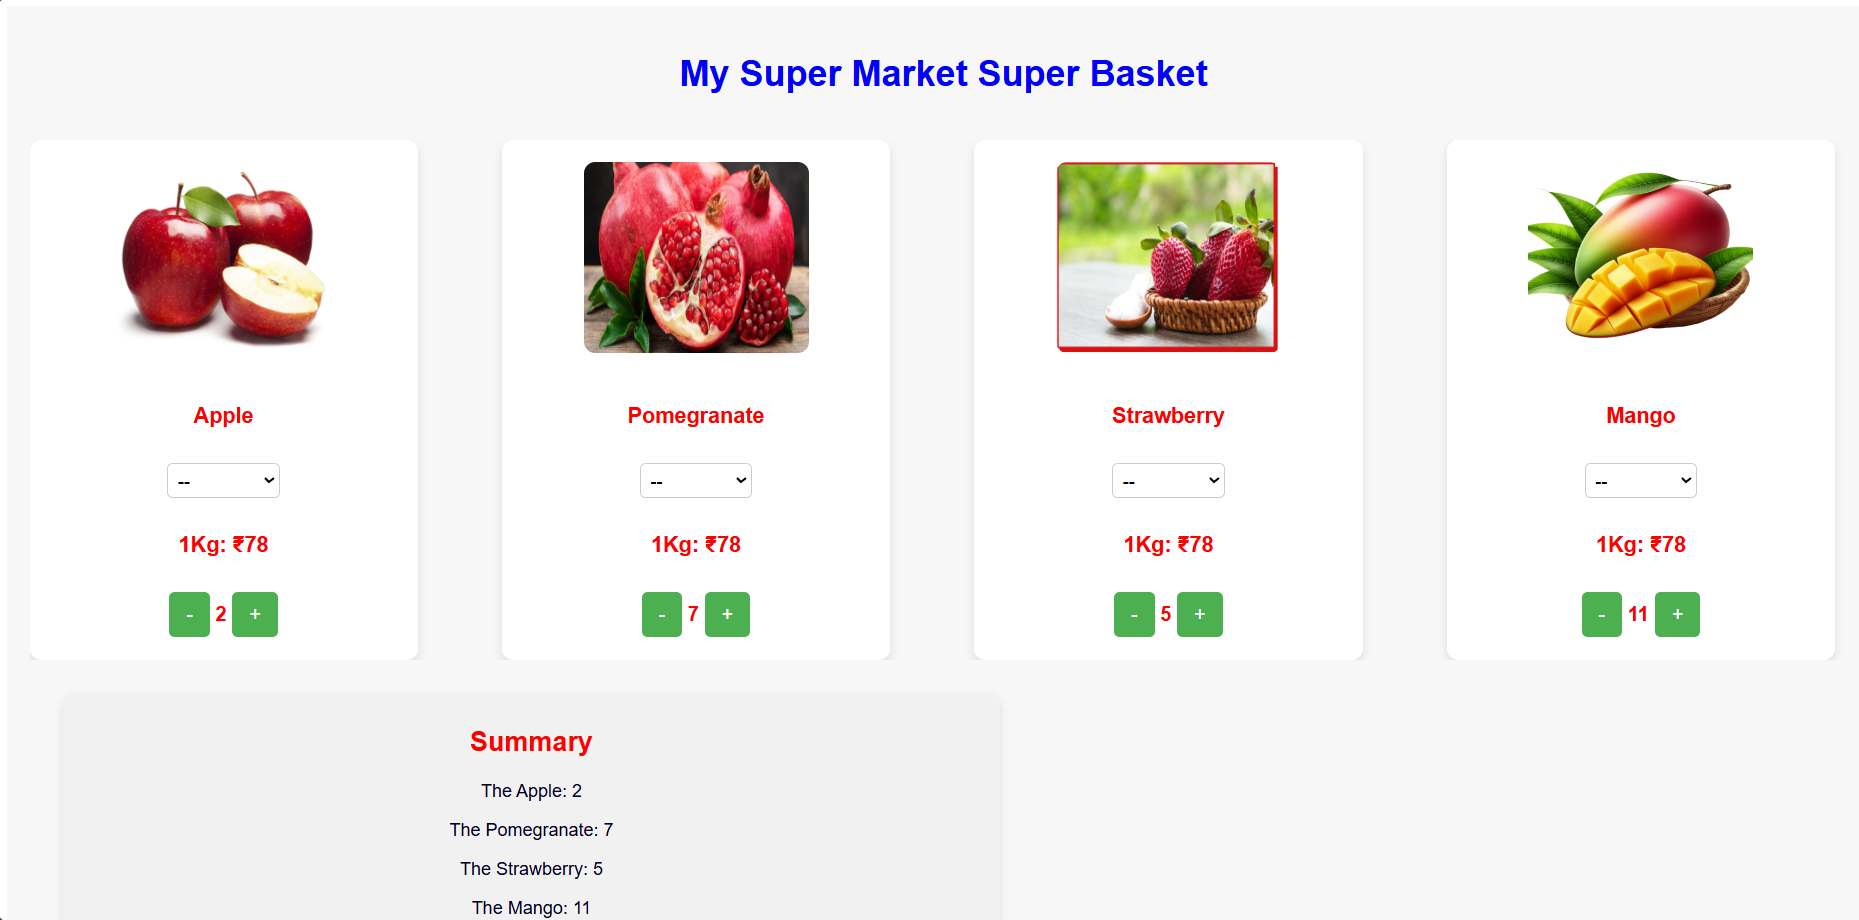 My Super Market Super Basket
Apple
--
1Kg: ₹78
- 2 +
Pomegranate
--
1Kg: ₹78
- 7 +
Strawberry
--
1Kg: ₹78
- 5 +
Mango
--
1Kg: ₹78
- 11 +
Summary
The Apple: 2
The Pomegranate: 7
The Strawberry: 5
The Mango: 11